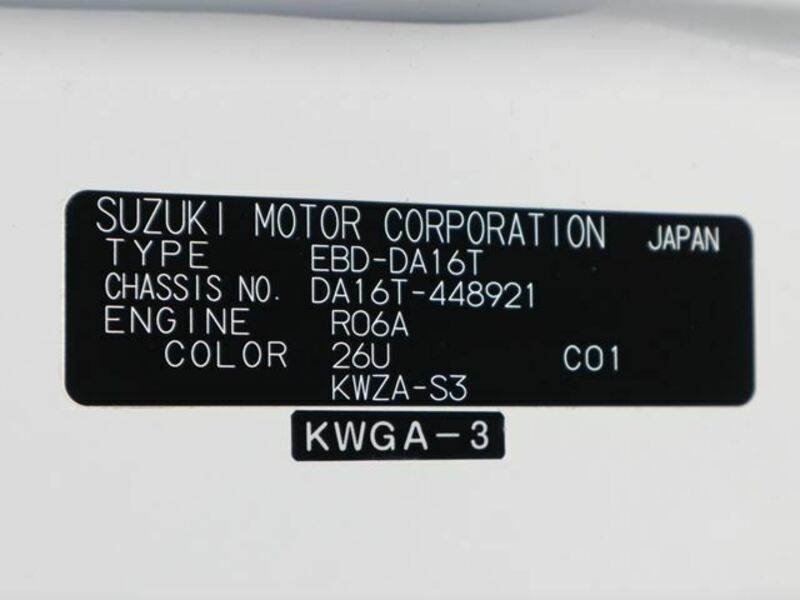 SUZUKI MOTOR CORPORATION JAPAN
TYPE EBD-DA16T
CHASSIS NO. DA16T-448921
ENGINE R06A
COLOR 26U C01
KWZA-S3
KWGA-3